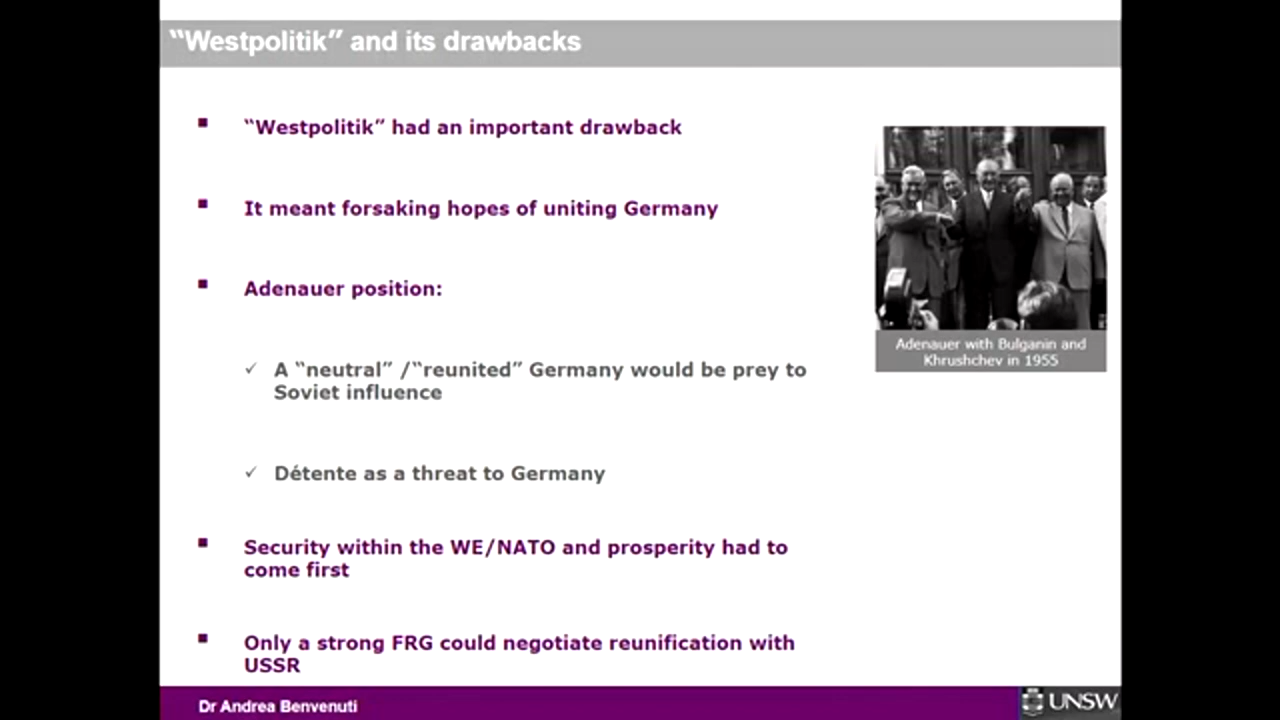 “Westpolitik” and its drawbacks
“Westpolitik” had an important drawback
It meant forsaking hopes of uniting Germany
Adenauer position:
A “neutral” /“reunited” Germany would be prey to
Soviet influence
Détente as a threat to Germany
Security within the WE/NATO and prosperity had to
come first
Only a strong FRG could negotiate reunification with
USSR
Adenauer with Bulganin and
Khrushchev in 1955
Dr Andrea Benvenuti
UNSW